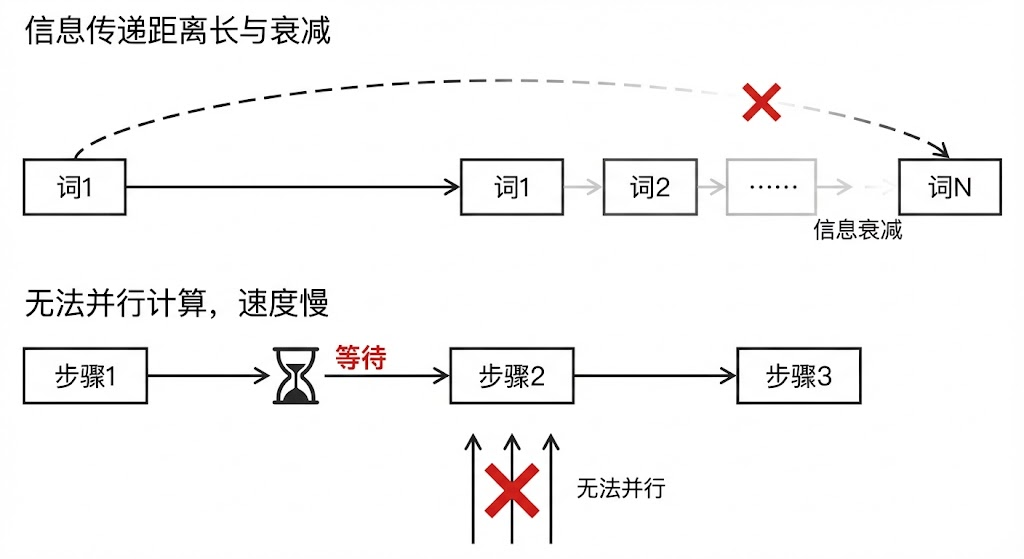 信息传递距离长与衰减
词1
词1
词2
……
词N
信息衰减
无法并行计算，速度慢
步骤1
等待
步骤2
步骤3
无法并行